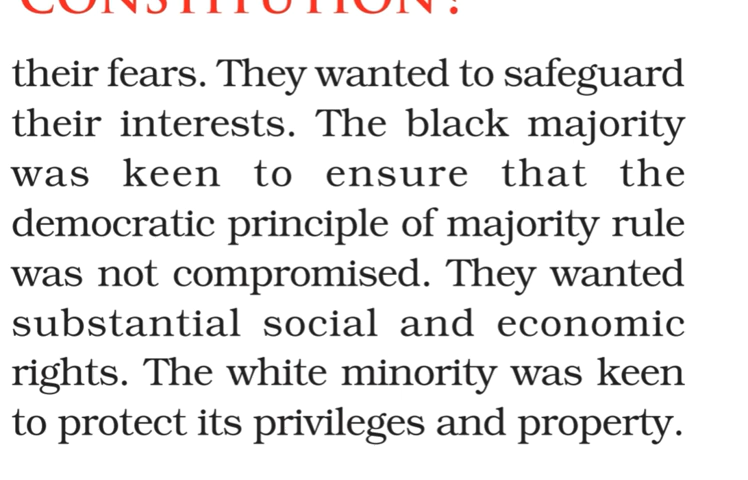 CONSTITUTION?
their fears. They wanted to safeguard
their interests. The black majority
was keen to ensure that the
democratic principle of majority rule
was not compromised. They wanted
substantial social and economic
rights. The white minority was keen
to protect its privileges and property.